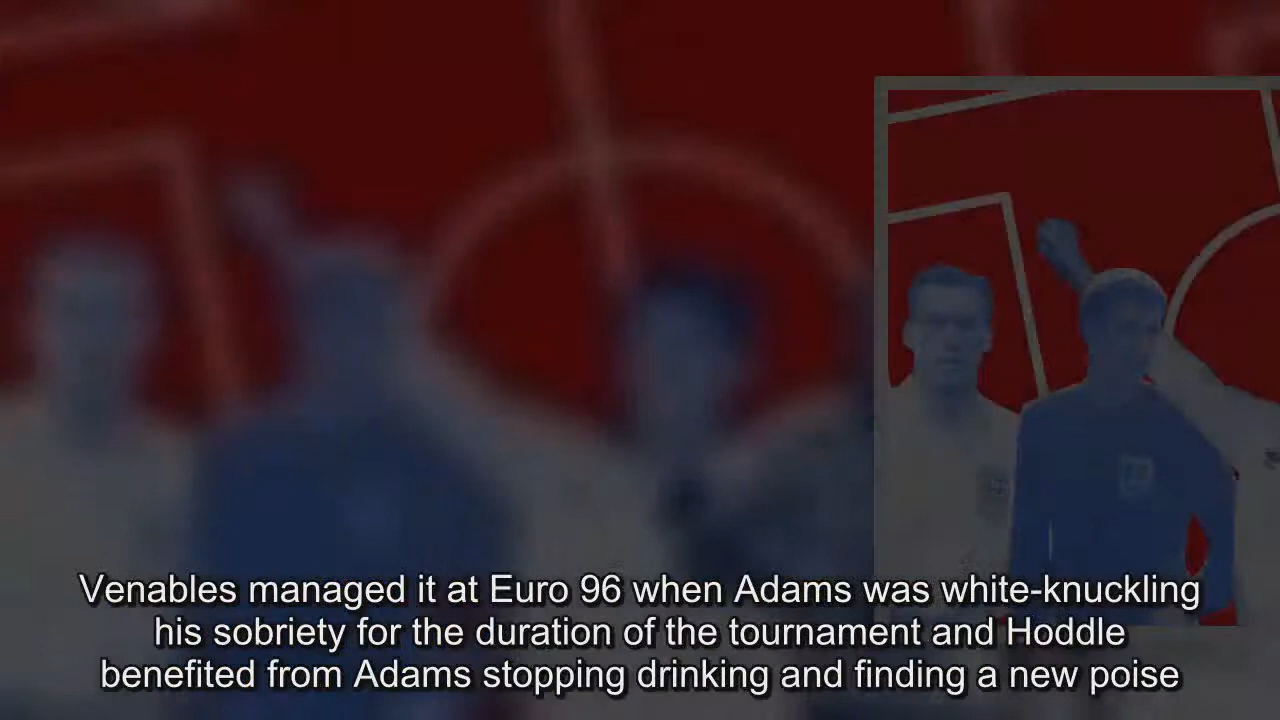 Venables managed it at Euro 96 when Adams was white-knuckling
his sobriety for the duration of the tournament and Hoddle
benefited from Adams stopping drinking and finding a new poise